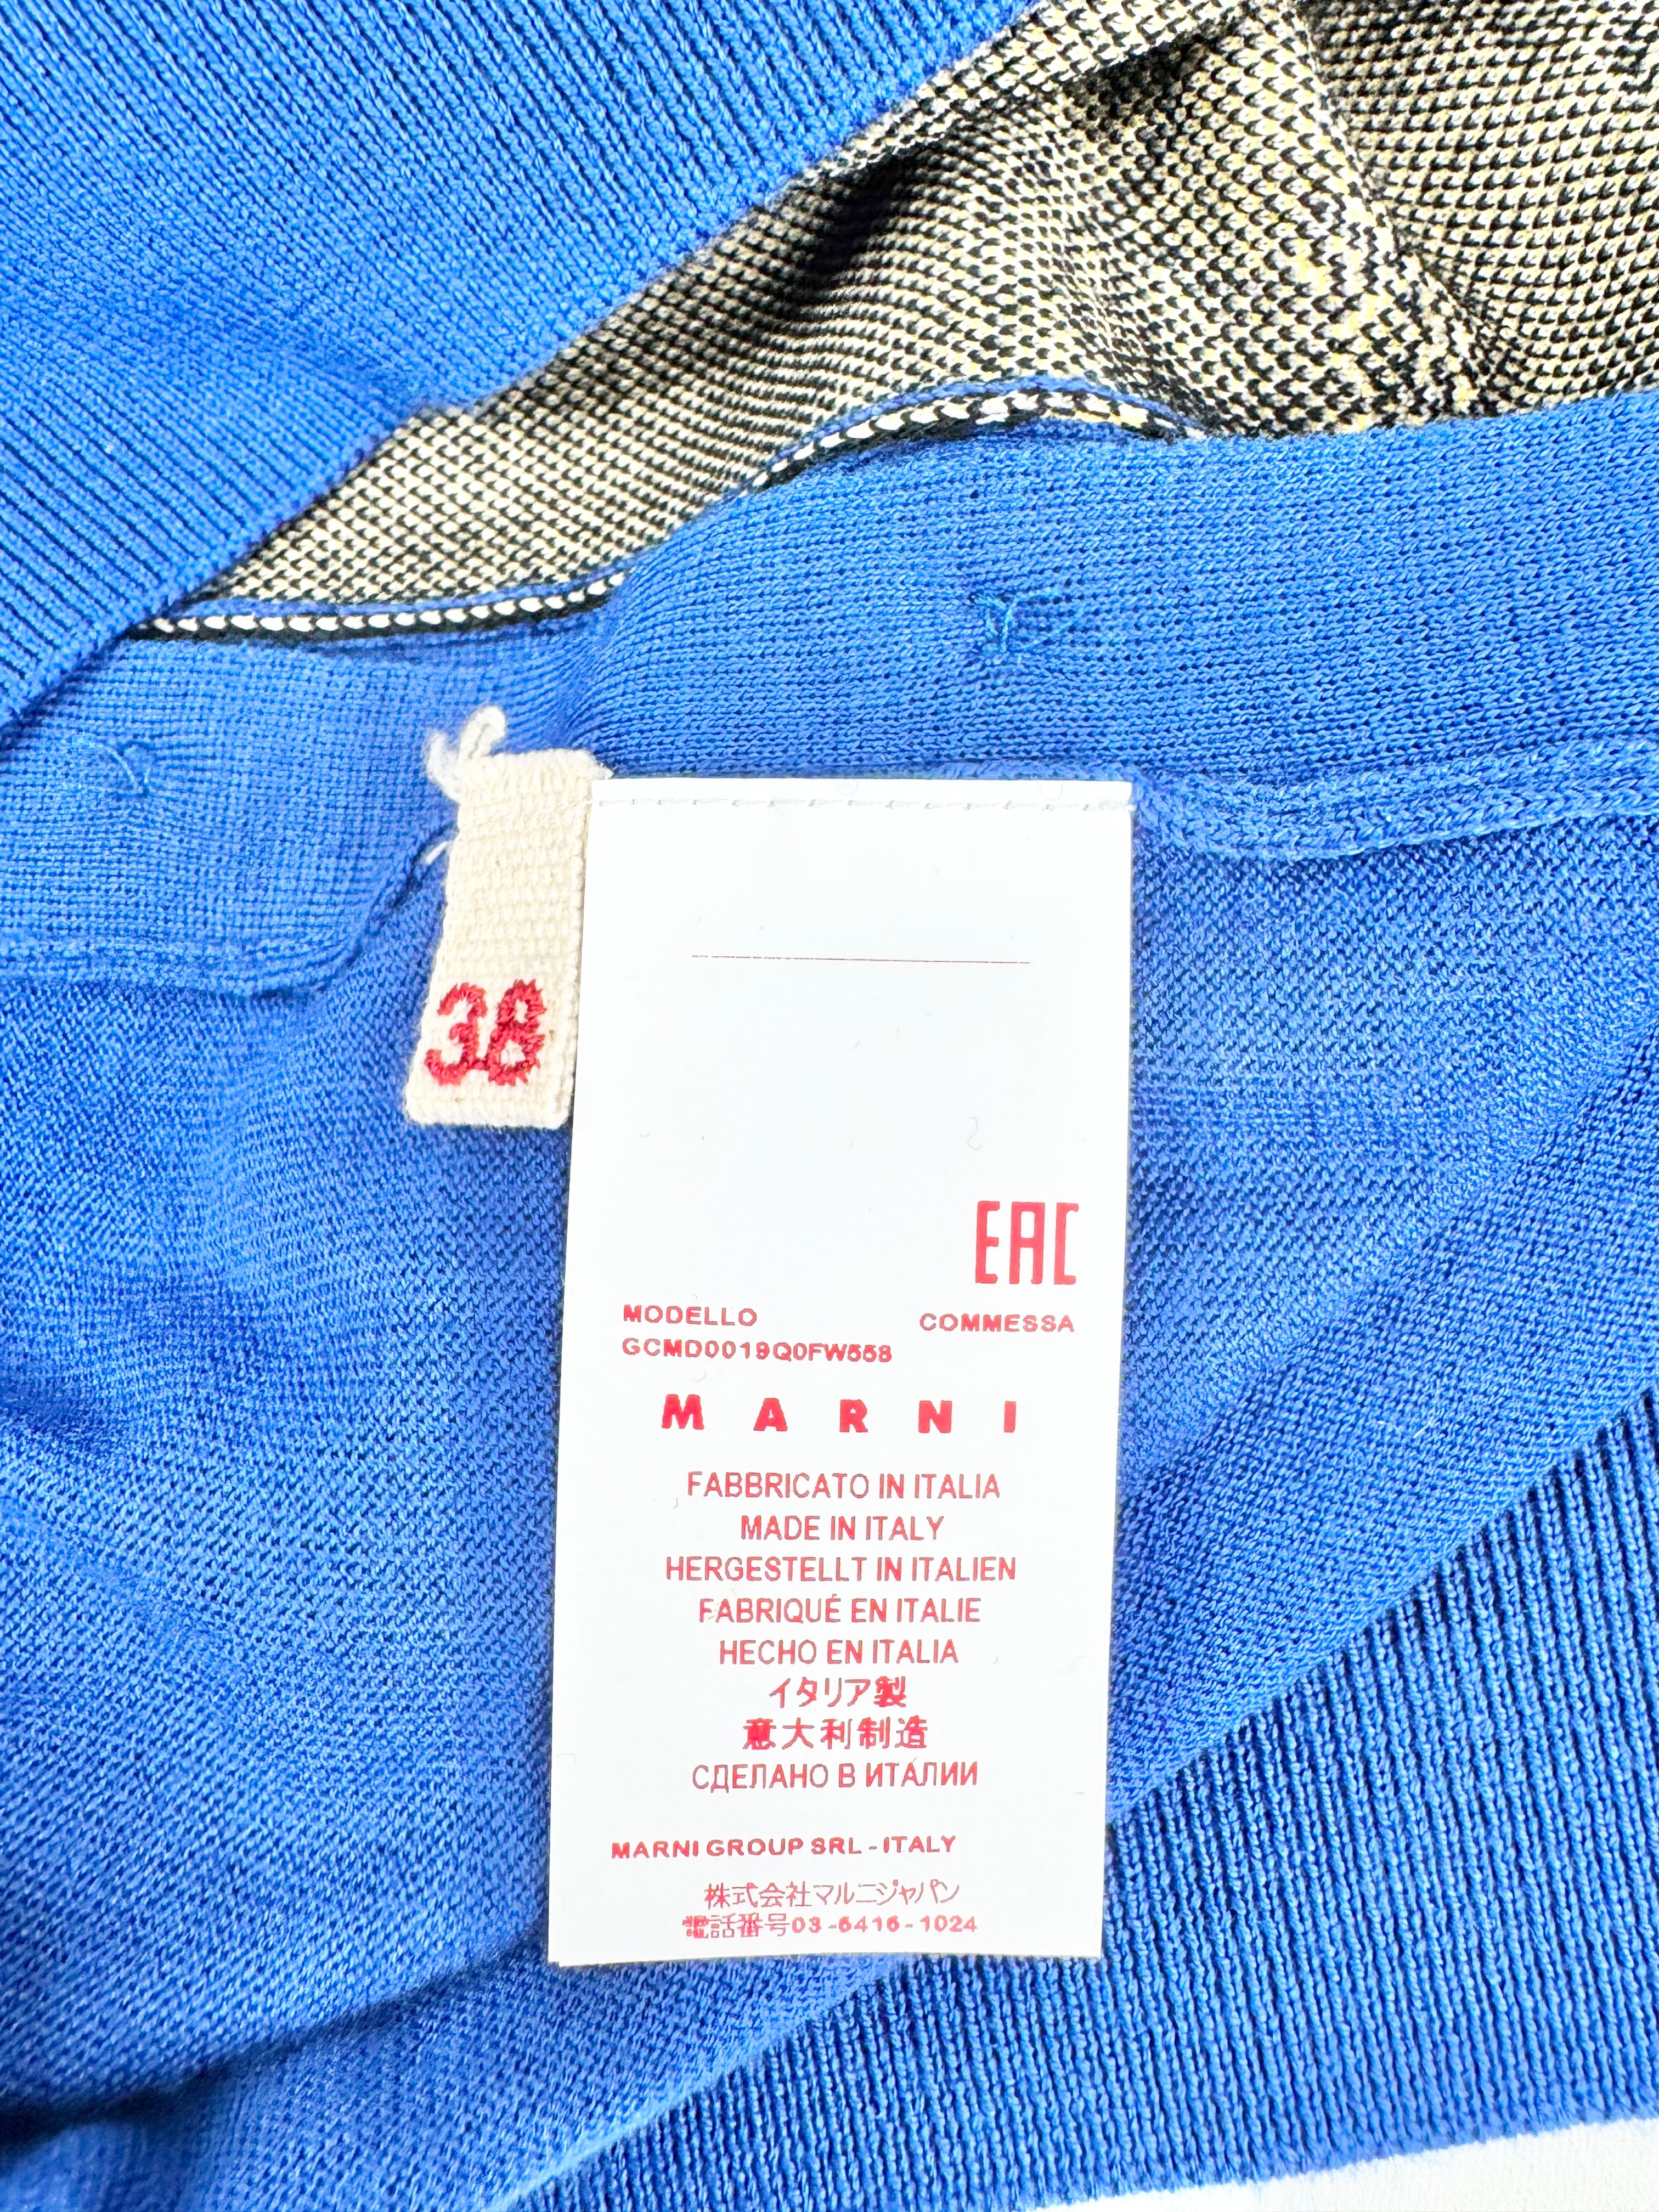 38
EAC
MODELLO COMMESSA
GCMD0019Q0FW558
MARNI
FABBRICATO IN ITALIA
MADE IN ITALY
HERGESTELLT IN ITALIEN
FABRIQUÉ EN ITALIE
HECHO EN ITALIA
イタリア製
意大利制造
СДЕЛАНО В ИТАЛИИ
MARNI GROUP SRL - ITALY
株式会社マルニジャパン
電話番号03-6416-1024